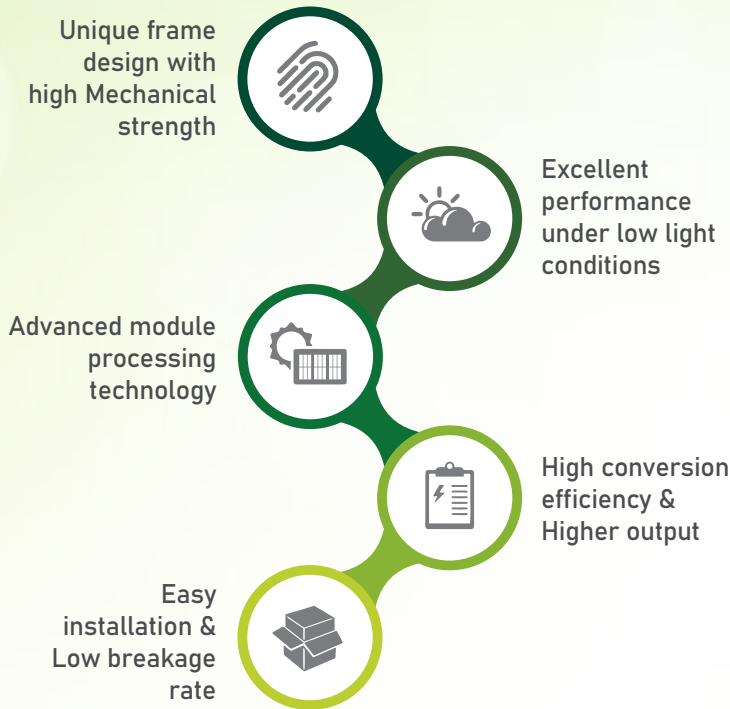 Unique frame
design with
high Mechanical
strength
Excellent
performance
under low light
conditions
Advanced module
processing
technology
High conversion
efficiency &
Higher output
Easy
installation &
Low breakage
rate